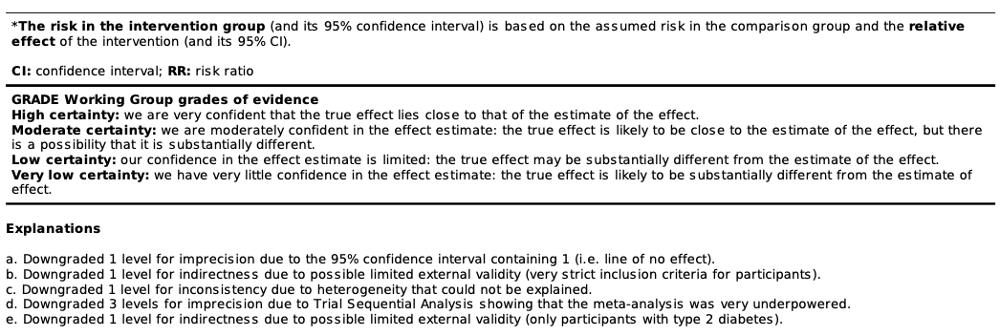 *The risk in the intervention group (and its 95% confidence interval) is based on the assumed risk in the comparison group and the relative
effect of the intervention (and its 95% CI).
CI: confidence interval; RR: risk ratio
GRADE Working Group grades of evidence
High certainty: we are very confident that the true effect lies close to that of the estimate of the effect.
Moderate certainty: we are moderately confident in the effect estimate: the true effect is likely to be close to the estimate of the effect, but there
is a possibility that it is substantially different.
Low certainty: our confidence in the effect estimate is limited: the true effect may be substantially different from the estimate of the effect.
Very low certainty: we have very little confidence in the effect estimate: the true effect is likely to be substantially different from the estimate of
effect.
Explanations
a. Downgraded 1 level for imprecision due to the 95% confidence interval containing 1 (i.e. line of no effect).
b. Downgraded 1 level for indirectness due to possible limited external validity (very strict inclusion criteria for participants).
c. Downgraded 1 level for inconsistency due to heterogeneity that could not be explained.
d. Downgraded 3 levels for imprecision due to Trial Sequential Analysis showing that the meta-analysis was very underpowered.
e. Downgraded 1 level for indirectness due to possible limited external validity (only participants with type 2 diabetes).